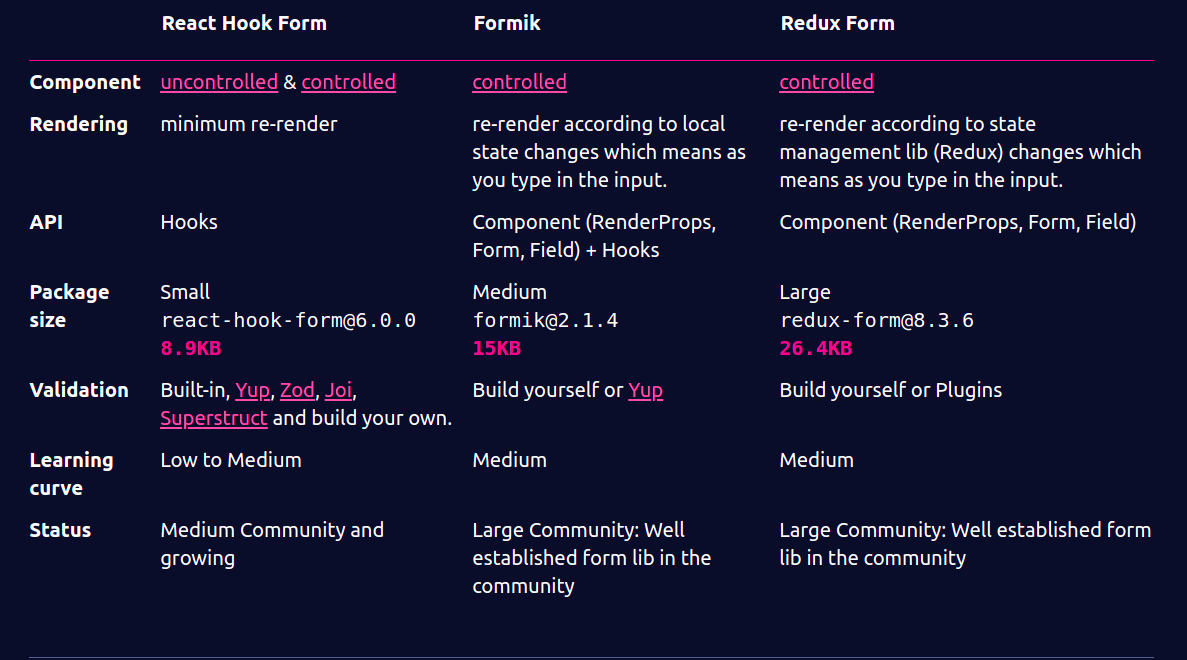 React Hook Form Formik Redux Form
Component uncontrolled & controlled controlled controlled
Rendering minimum re-render re-render according to local re-render according to state
state changes which means as management lib (Redux) changes which
you type in the input. means as you type in the input.
API Hooks Component (RenderProps, Component (RenderProps, Form, Field)
Form, Field) + Hooks
Package Small Medium Large
size react-hook-form@6.0.0 formik@2.1.4 redux-form@8.3.6
8.9KB 15KB 26.4KB
Validation Built-in, Yup, Zod, Joi, Build yourself or Yup Build yourself or Plugins
Superstruct and build your own.
Learning Low to Medium Medium Medium
curve
Status Medium Community and Large Community: Well Large Community: Well established form
growing established form lib in the lib in the community
community